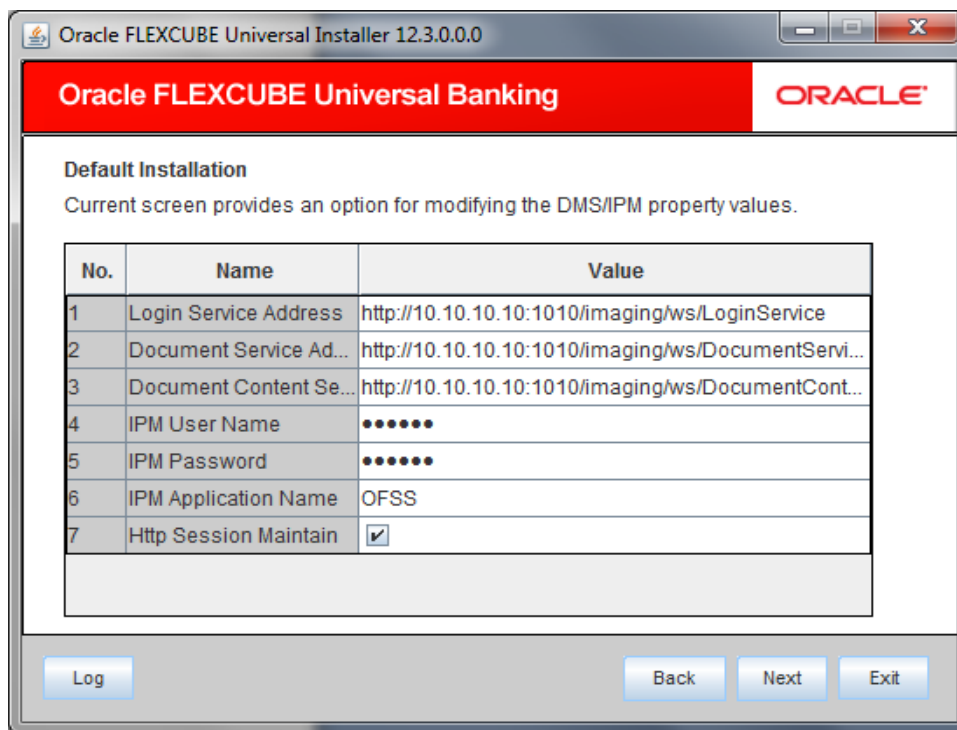 Oracle FLEXCUBE Universal Installer 12.3.0.0.0
Oracle FLEXCUBE Universal Banking
ORACLE
Default Installation
Current screen provides an option for modifying the DMS/IPM property values.
No. Name Value
1 Login Service Address http://10.10.10.10:1010/imaging/ws/LoginService
2 Document Service Ad... http://10.10.10.10:1010/imaging/ws/DocumentServi...
3 Document Content Se... http://10.10.10.10:1010/imaging/ws/DocumentCont...
4 IPM User Name ••••••
5 IPM Password ••••••
6 IPM Application Name OFSS
7 Http Session Maintain
Log Back Next Exit